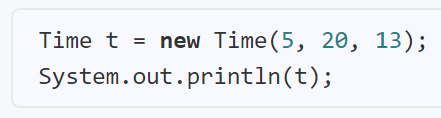 Time t = new Time(5, 20, 13);
System.out.println(t);